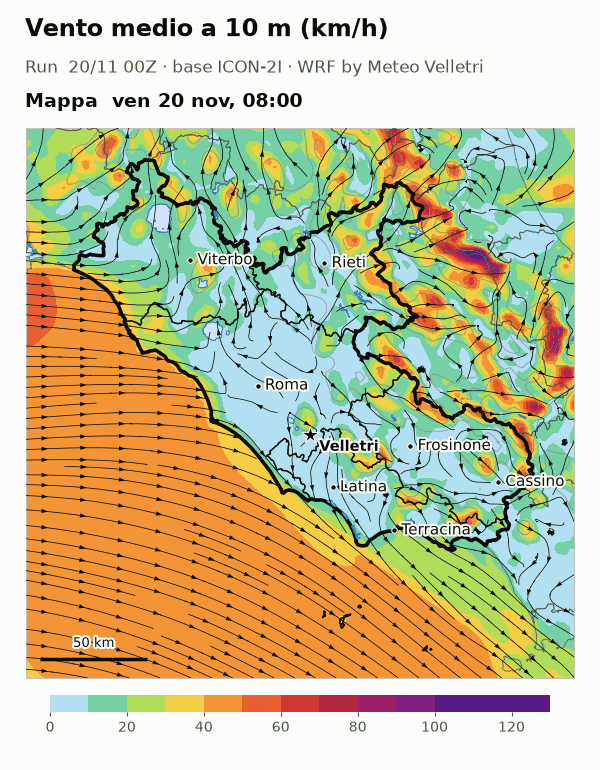 Vento medio a 10 m (km/h)
Run  20/11 00Z · base ICON-2I · WRF by Meteo Velletri
Mappa  ven 20 nov, 08:00
Viterbo
Rieti
Roma
Velletri
Frosinone
Cassino
Latina
Terracina
50 km
0 20 40 60 80 100 120